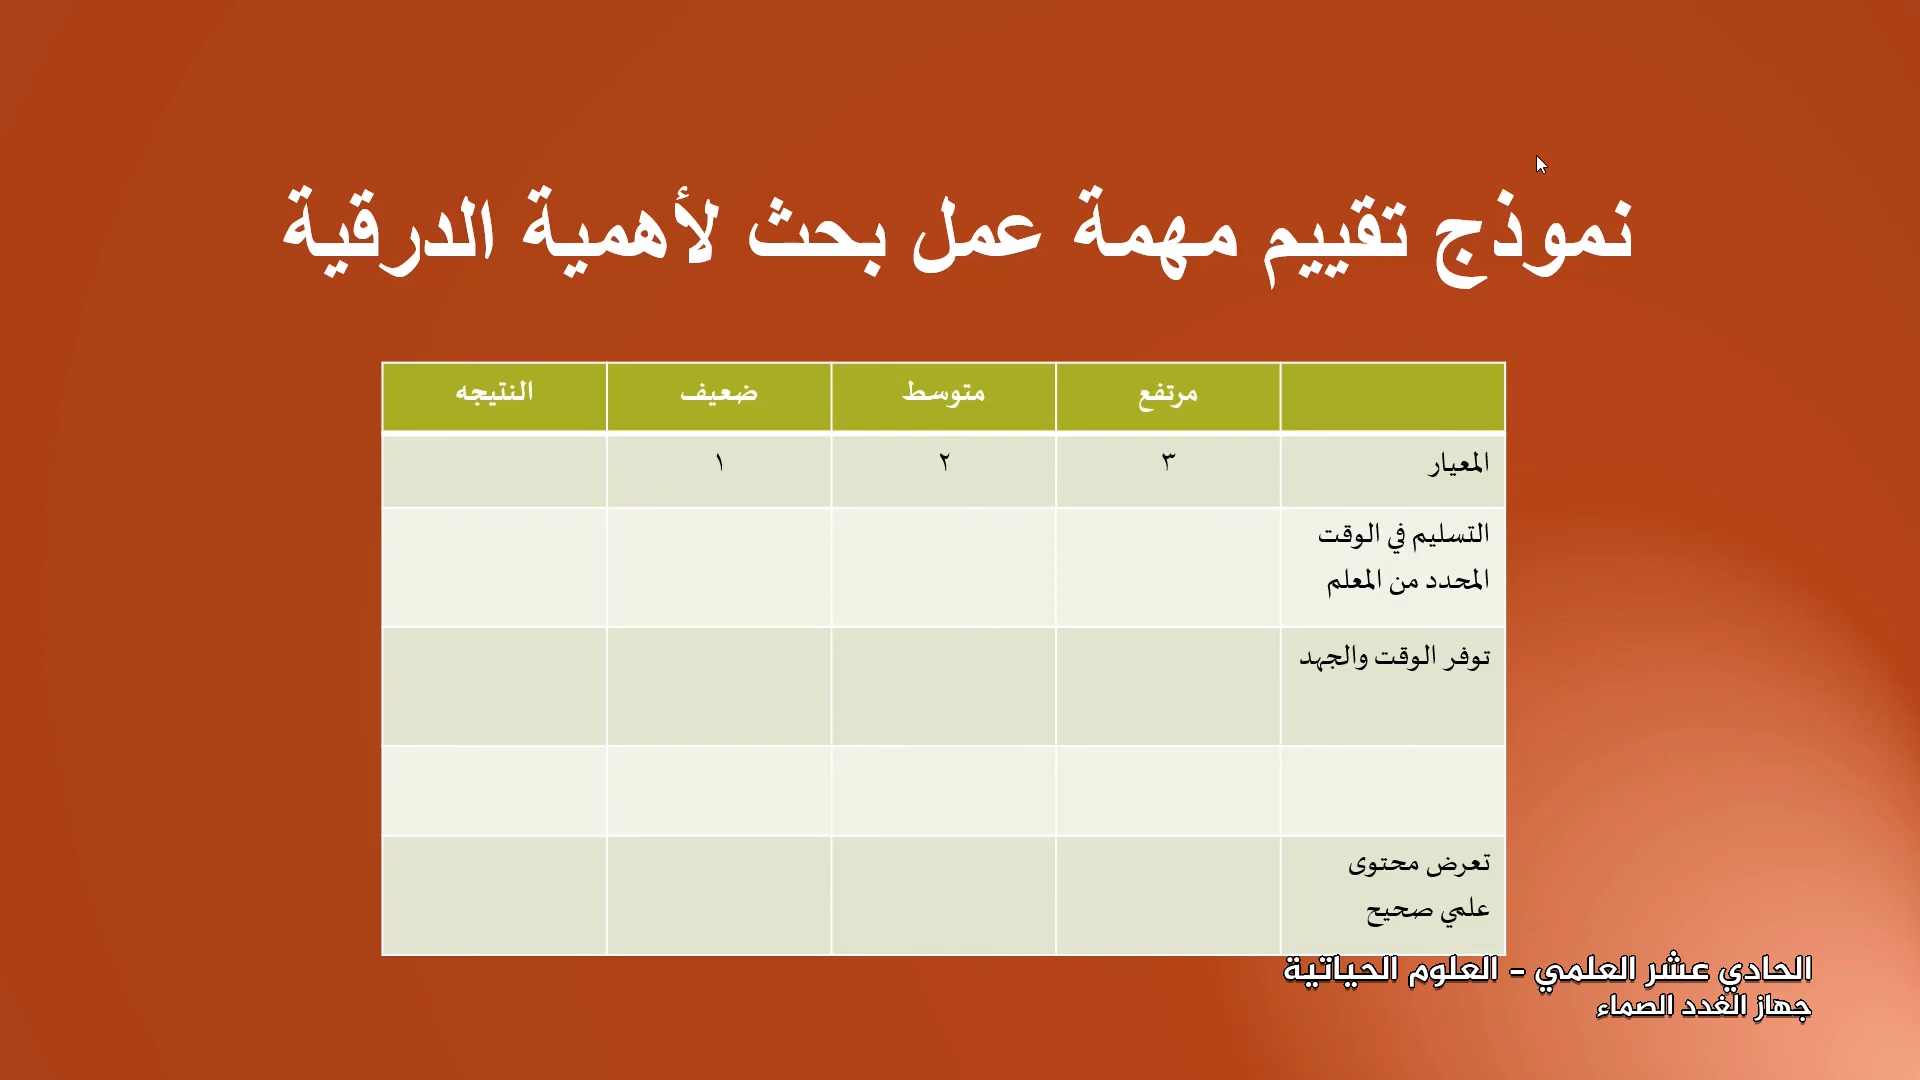 نموذج تقييم مهمة عمل بحث لأهمية الدرقية
مرتفع متوسط ضعيف النتيجه
المعيار ٣ ٢ ١
التسليم في الوقت
المحدد من المعلم
توفر الوقت والجهد
تعرض محتوى
علمي صحيح
الحادي عشر العلمي - العلوم الحياتية
جهاز الغدد الصماء